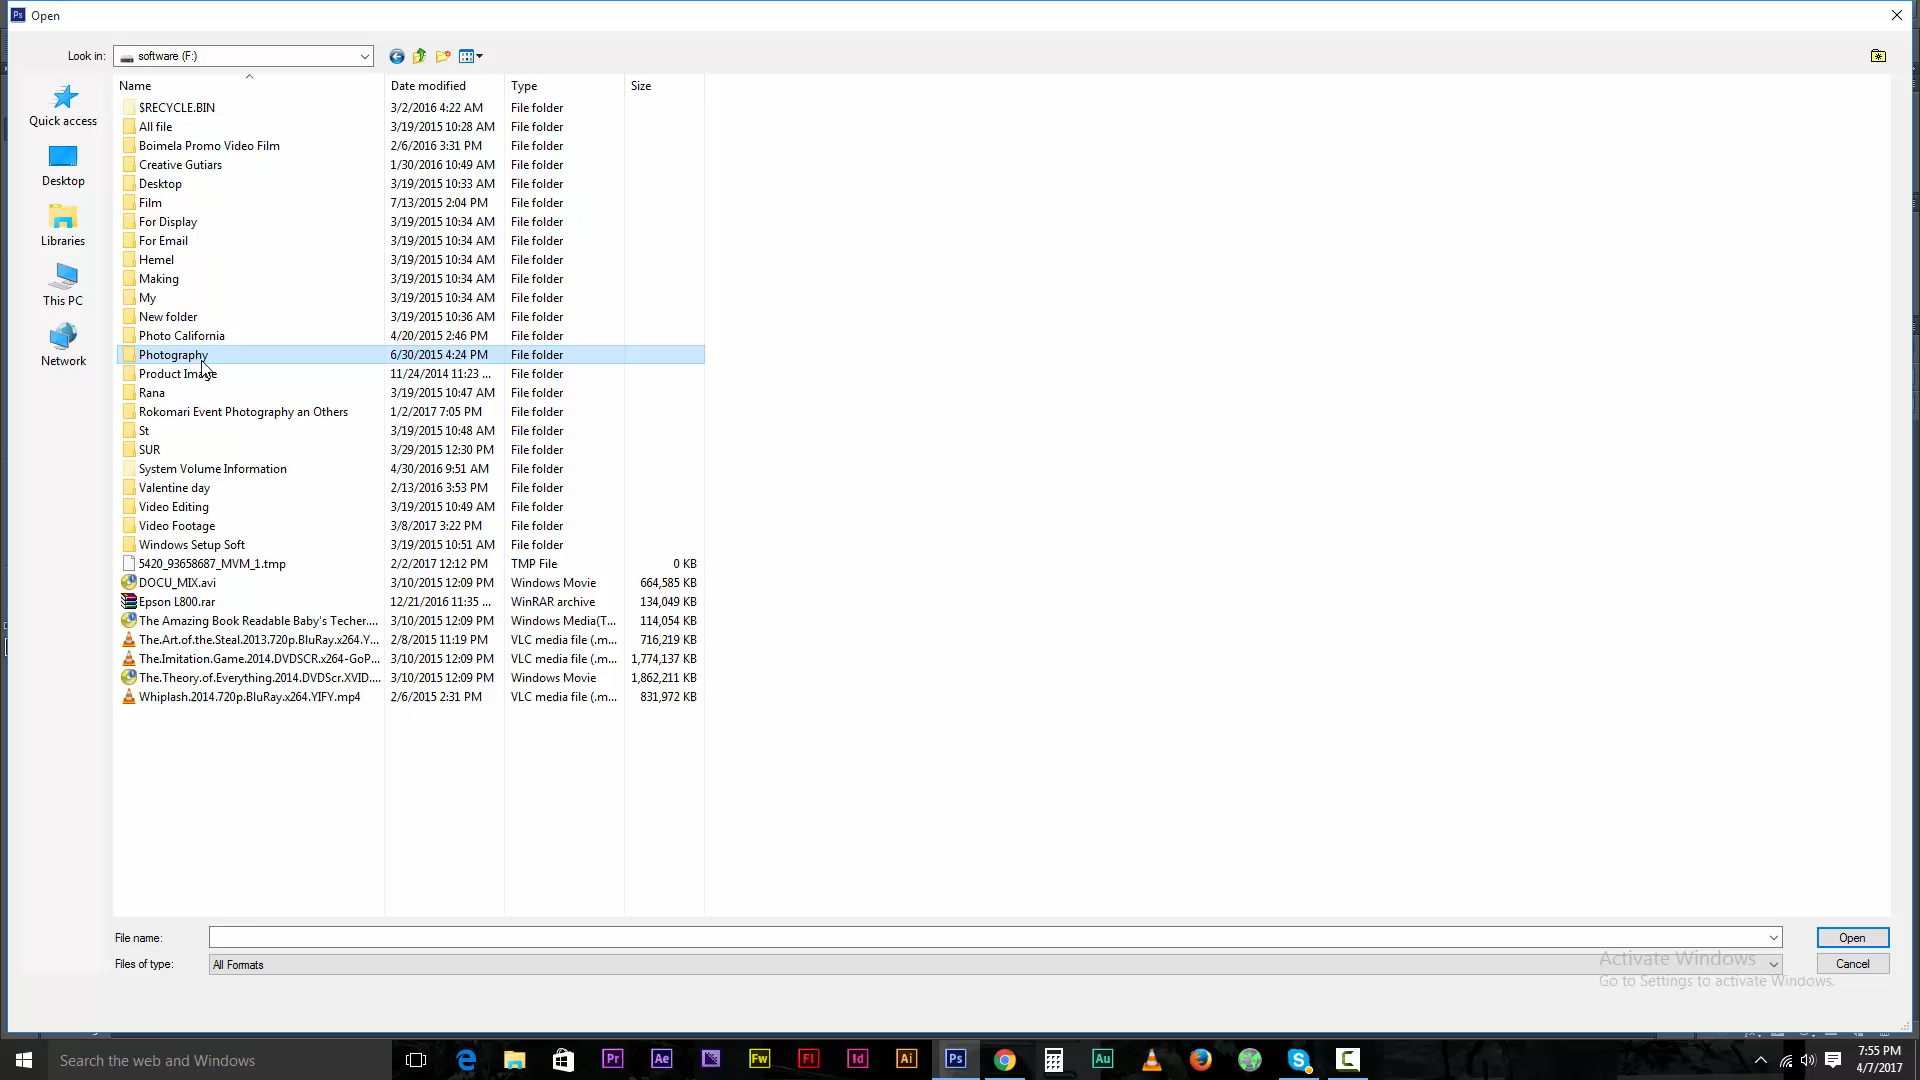 Ps Open
Look in: software (F:)
Quick access
Desktop
Libraries
This PC
Network
Name Date modified Type Size
$RECYCLE.BIN 3/2/2016 4:22 AM File folder
All file 3/19/2015 10:28 AM File folder
Boimela Promo Video Film 2/6/2016 3:31 PM File folder
Creative Gutiars 1/30/2016 10:49 AM File folder
Desktop 3/19/2015 10:33 AM File folder
Film 7/13/2015 2:04 PM File folder
For Display 3/19/2015 10:34 AM File folder
For Email 3/19/2015 10:34 AM File folder
Hemel 3/19/2015 10:34 AM File folder
Making 3/19/2015 10:34 AM File folder
My 3/19/2015 10:34 AM File folder
New folder 3/19/2015 10:36 AM File folder
Photo California 4/20/2015 2:46 PM File folder
Photography 6/30/2015 4:24 PM File folder
Product Image 11/24/2014 11:23 ... File folder
Rana 3/19/2015 10:47 AM File folder
Rokomari Event Photography an Others 1/2/2017 7:05 PM File folder
St 3/19/2015 10:48 AM File folder
SUR 3/29/2015 12:30 PM File folder
System Volume Information 4/30/2016 9:51 AM File folder
Valentine day 2/13/2016 3:53 PM File folder
Video Editing 3/19/2015 10:49 AM File folder
Video Footage 3/8/2017 3:22 PM File folder
Windows Setup Soft 3/19/2015 10:51 AM File folder
5420_93658687_MVM_1.tmp 2/2/2017 12:12 PM TMP File 0 KB
DOCU_MIX.avi 3/10/2015 12:09 PM Windows Movie 664,585 KB
Epson L800.rar 12/21/2016 11:35 ... WinRAR archive 134,049 KB
The Amazing Book Readable Baby's Techer.... 3/10/2015 12:09 PM Windows Media(T... 114,054 KB
The.Art.of.the.Steal.2013.720p.BluRay.x264.Y... 2/8/2015 11:19 PM VLC media file (.m... 716,219 KB
The.Imitation.Game.2014.DVDSCR.x264-GoP... 3/10/2015 12:09 PM VLC media file (.m... 1,774,137 KB
The.Theory.of.Everything.2014.DVDScr.XVID.... 3/10/2015 12:09 PM Windows Movie 1,862,211 KB
Whiplash.2014.720p.BluRay.x264.YIFY.mp4 2/6/2015 2:31 PM VLC media file (.m... 831,972 KB
File name: Open
Files of type: All Formats Cancel
Activate Windows
Go to Settings to activate Windows.
Search the web and Windows
Pr Ae Fw Fl Id Ai Ps Au
7:55 PM
4/7/2017